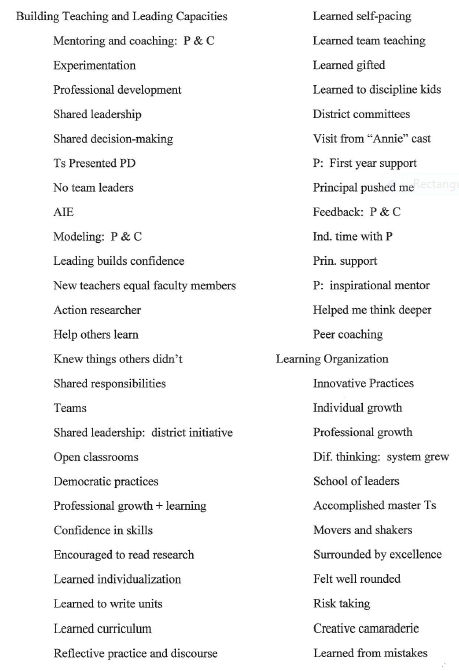 Building Teaching and Leading Capacities
Mentoring and coaching: P & C
Experimentation
Professional development
Shared leadership
Shared decision-making
Ts Presented PD
No team leaders
AIE
Modeling: P & C
Leading builds confidence
New teachers equal faculty members
Action researcher
Help others learn
Knew things others didn't
Shared responsibilities
Teams
Shared leadership: district initiative
Open classrooms
Democratic practices
Professional growth + learning
Confidence in skills
Encouraged to read research
Learned individualization
Learned to write units
Learned curriculum
Reflective practice and discourse
Learned self-pacing
Learned team teaching
Learned gifted
Learned to discipline kids
District committees
Visit from “Annie” cast
P: First year support
Principal pushed me
Feedback: P & C
Ind. time with P
Prin. support
P: inspirational mentor
Helped me think deeper
Peer coaching
Learning Organization
Innovative Practices
Individual growth
Professional growth
Dif. thinking: system grew
School of leaders
Accomplished master Ts
Movers and shakers
Surrounded by excellence
Felt well rounded
Risk taking
Creative camaraderie
Learned from mistakes